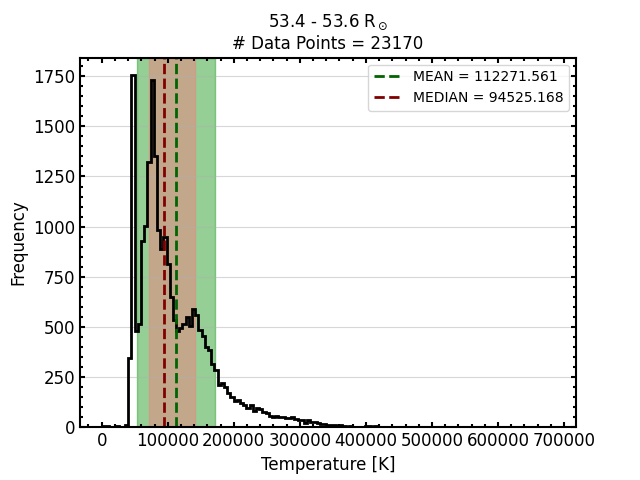 53.4 - 53.6 R⊙
# Data Points = 23170
MEAN = 112271.561
MEDIAN = 94525.168
1750
1500
1250
1000
750
500
250
0
Frequency
0 100000 200000 300000 400000 500000 600000 700000
Temperature [K]